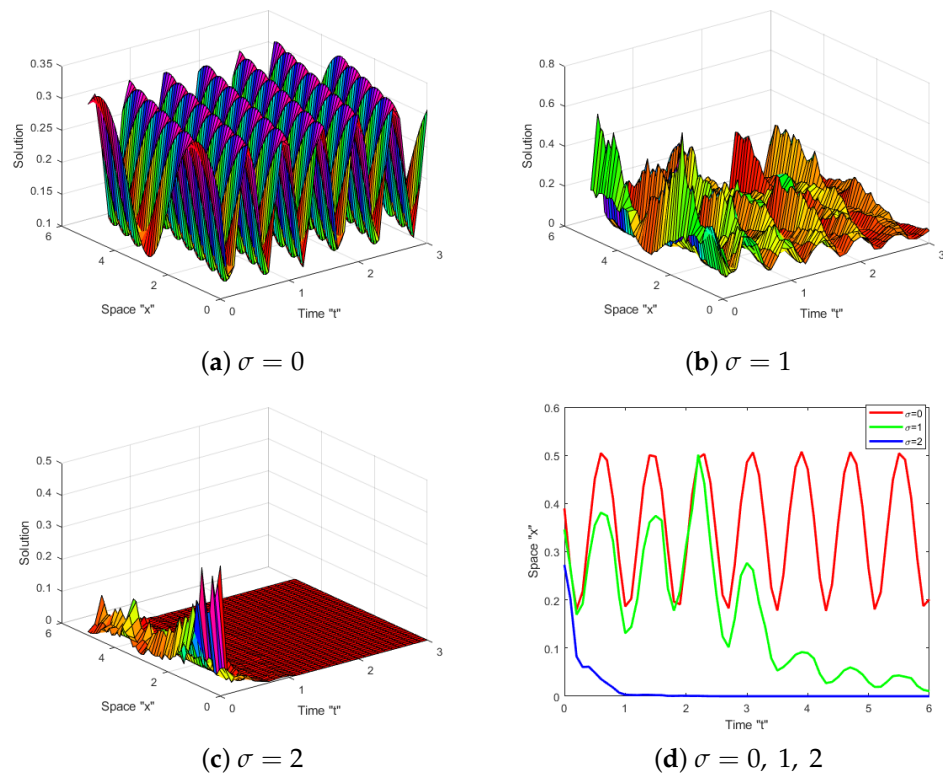 0.35
0.3
0.25
0.2
0.15
0.1
Solution
6
4
2
0
Space "x"
0
1
2
3
Time "t"
(a) σ = 0
0.8
0.6
0.4
0.2
0
Solution
6
4
2
0
Space "x"
0
1
2
3
Time "t"
(b) σ = 1
0.5
0.4
0.3
0.2
0.1
0
Solution
6
4
2
0
Space "x"
0
1
2
3
Time "t"
(c) σ = 2
0.6
0.5
0.4
0.3
0.2
0.1
0
Space "x"
σ=0
σ=1
σ=2
0 1 2 3 4 5 6
Time "t"
(d) σ = 0, 1, 2